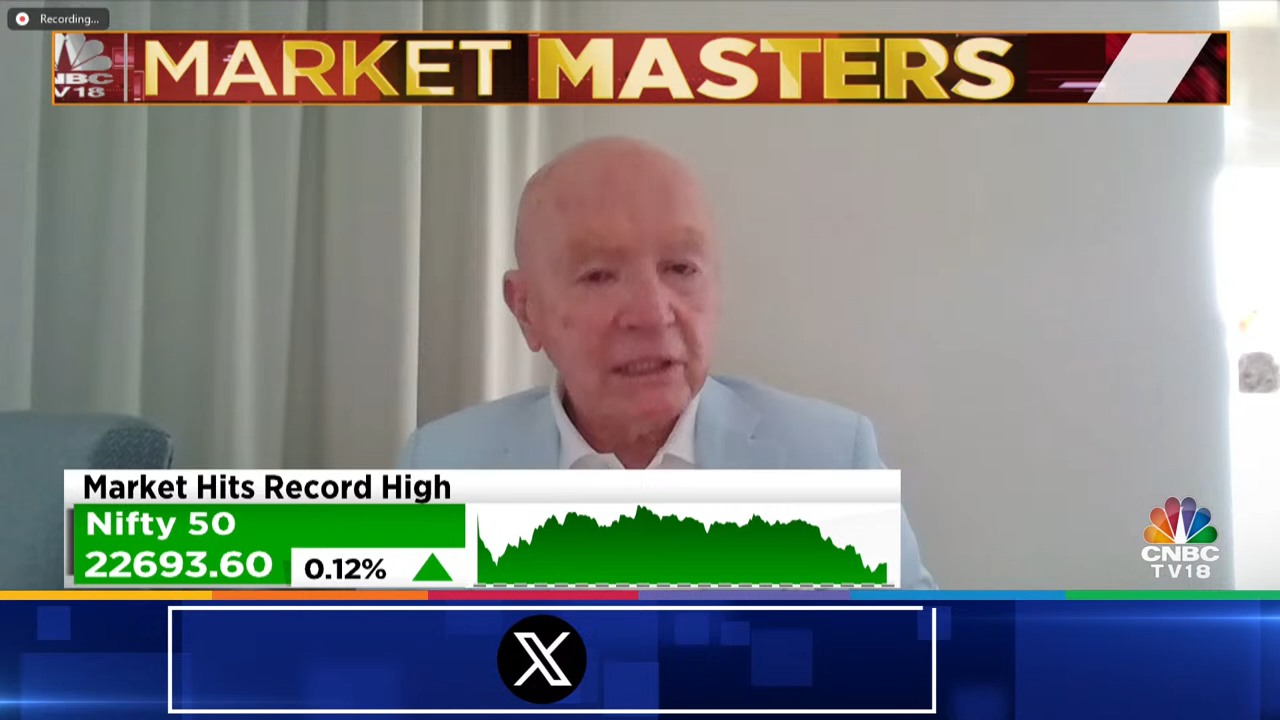 Recording...
NBC
V18
MARKET MASTERS
Market Hits Record High
Nifty 50
22693.60
0.12%
CNBC
TV18
X